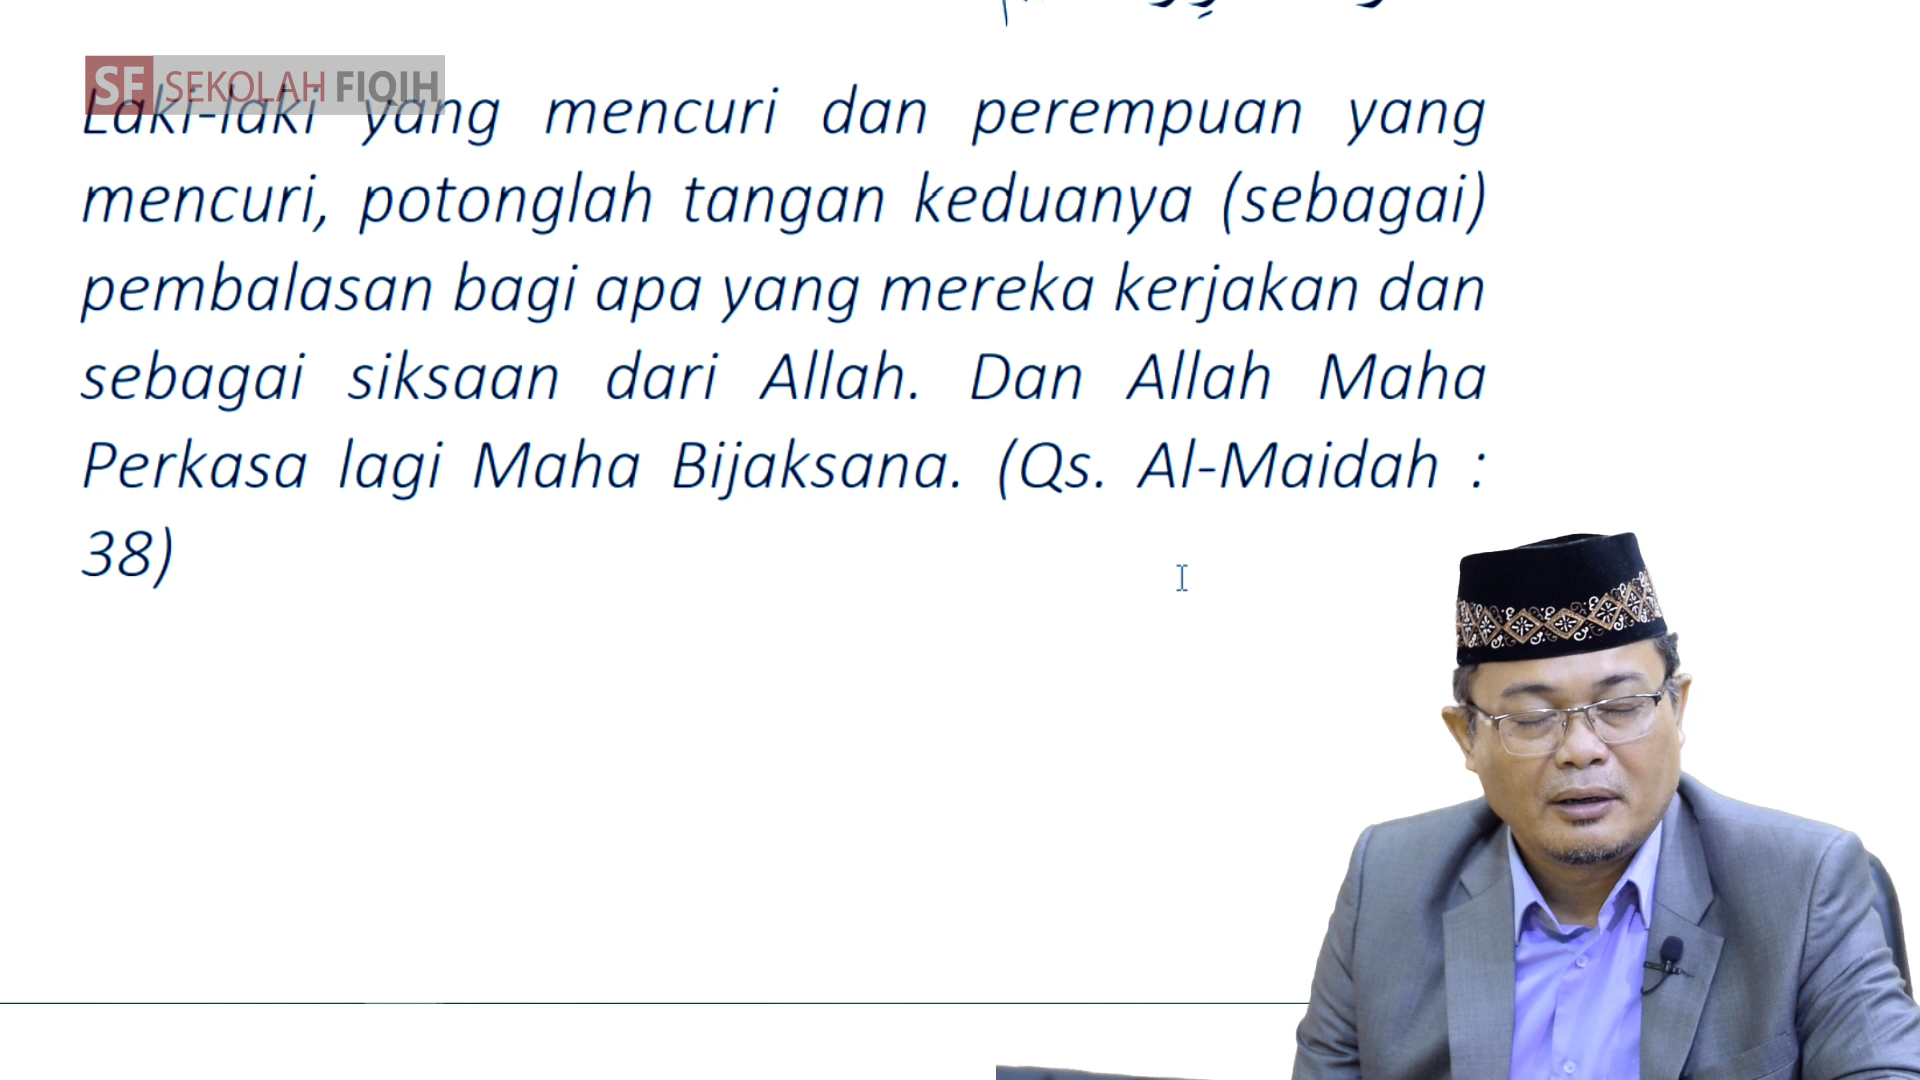 SF SEKOLAH FIQIH
Laki-laki yang mencuri dan perempuan yang
mencuri, potonglah tangan keduanya (sebagai)
pembalasan bagi apa yang mereka kerjakan dan
sebagai siksaan dari Allah. Dan Allah Maha
Perkasa lagi Maha Bijaksana. (Qs. Al-Maidah :
38)